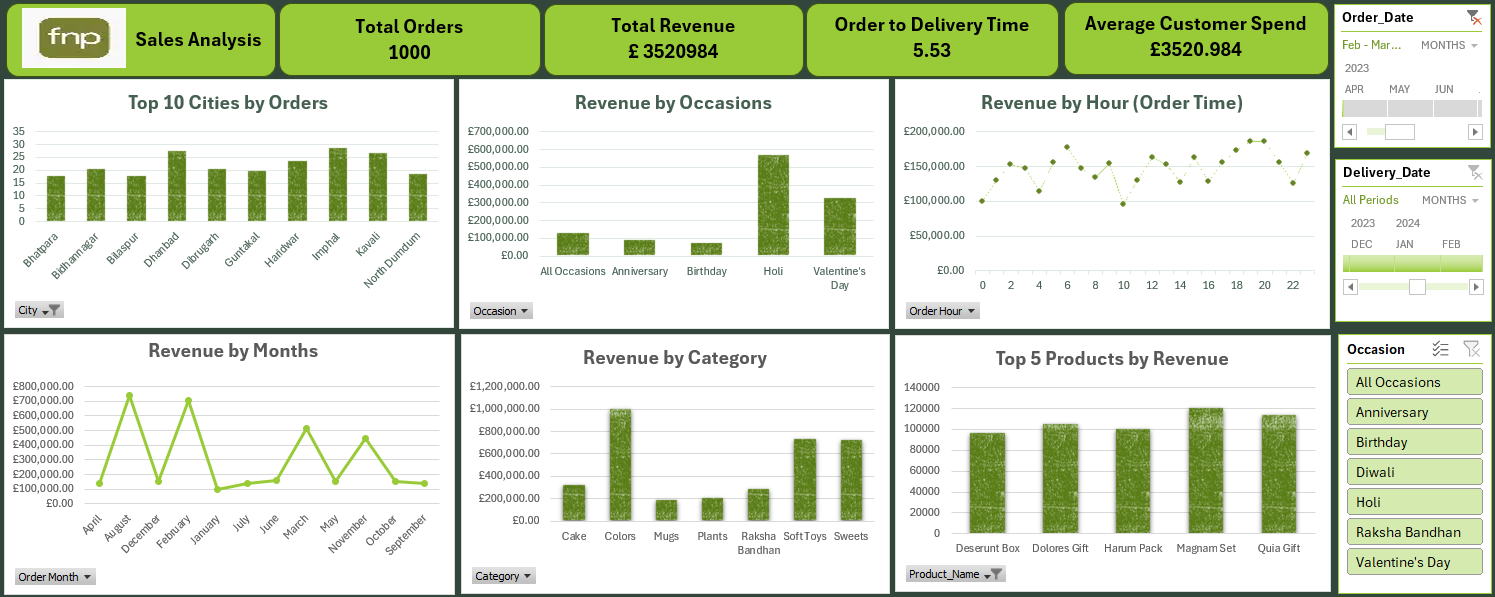 fnp
Sales Analysis
Total Orders
1000
Total Revenue
£ 3520984
Order to Delivery Time
5.53
Average Customer Spend
£3520.984
Top 10 Cities by Orders
35
30
25
20
15
10
5
0
Bhatpara
Bidhannagar
Bilaspur
Dhanbad
Dibrugarh
Guntakal
Haridwar
Imphal
Kavali
North Dumdum
City
Revenue by Occasions
£700,000.00
£600,000.00
£500,000.00
£400,000.00
£300,000.00
£200,000.00
£100,000.00
£0.00
All Occasions
Anniversary
Birthday
Holi
Valentine's
Day
Occasion
Revenue by Hour (Order Time)
£200,000.00
£150,000.00
£100,000.00
£50,000.00
£0.00
0 2 4 6 8 10 12 14 16 18 20 22
Order Hour
Order_Date
Feb - Mar... MONTHS
2023
APR MAY JUN
Delivery_Date
All Periods MONTHS
2023 2024
DEC JAN FEB
Revenue by Months
£800,000.00
£700,000.00
£600,000.00
£500,000.00
£400,000.00
£300,000.00
£200,000.00
£100,000.00
£0.00
April
August
December
February
January
July
June
March
May
November
October
September
Order Month
Revenue by Category
£1,200,000.00
£1,000,000.00
£800,000.00
£600,000.00
£400,000.00
£200,000.00
£0.00
Cake
Colors
Mugs
Plants
Raksha
Bandhan
Soft Toys
Sweets
Category
Top 5 Products by Revenue
140000
120000
100000
80000
60000
40000
20000
0
Deserunt Box
Dolores Gift
Harum Pack
Magnam Set
Quia Gift
Product_Name
Occasion
All Occasions
Anniversary
Birthday
Diwali
Holi
Raksha Bandhan
Valentine's Day